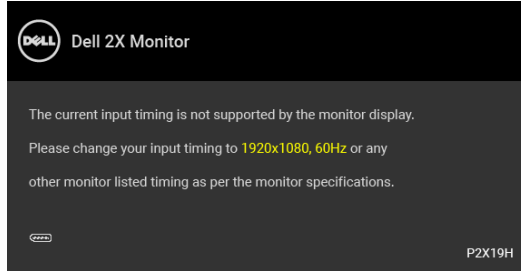 DELL Dell 2X Monitor
The current input timing is not supported by the monitor display.
Please change your input timing to 1920x1080, 60Hz or any
other monitor listed timing as per the monitor specifications.
P2X19H